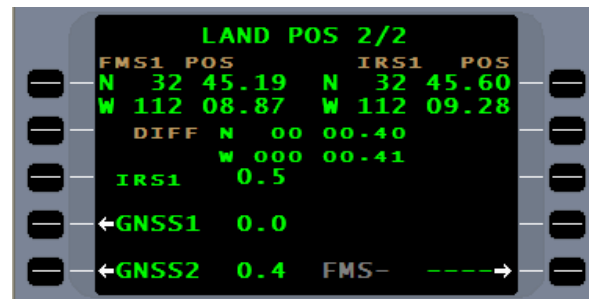 LAND POS 2/2
FMS1 POS IRS1 POS
N 32 45.19 N 32 45.60
W 112 08.87 W 112 09.28
DIFF N 00 00.40
W 000 00.41
IRS1 0.5
←GNSS1 0.0
←GNSS2 0.4 FMS- ----→